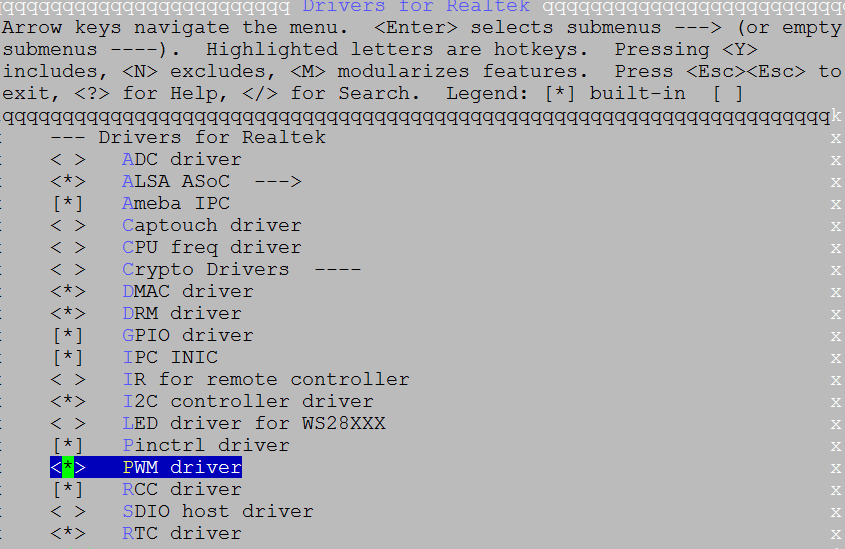 qqqqqqqqqqqqqqqqqqqqqqqq Drivers for Realtek qqqqqqqqqqqqqqqqqqqqqqqqq
Arrow keys navigate the menu.  <Enter> selects submenus ---> (or empty
submenus ----).  Highlighted letters are hotkeys.  Pressing <Y>
includes, <N> excludes, <M> modularizes features.  Press <Esc><Esc> to
exit, <?> for Help, </> for Search.  Legend: [*] built-in  [ ]
qqqqqqqqqqqqqqqqqqqqqqqqqqqqqqqqqqqqqqqqqqqqqqqqqqqqqqqqqqqqqqqqqqqqqk
--- Drivers for Realtek x
< >   ADC driver x
<*>   ALSA ASoC  ---> x
[*]   Ameba IPC x
< >   Captouch driver x
< >   CPU freq driver x
< >   Crypto Drivers  ---- x
<*>   DMAC driver x
<*>   DRM driver x
[*]   GPIO driver x
[*]   IPC INIC x
< >   IR for remote controller x
<*>   I2C controller driver x
< >   LED driver for WS28XXX x
[*]   Pinctrl driver x
<*>   PWM driver x
[*]   RCC driver x
< >   SDIO host driver x
<*>   RTC driver x